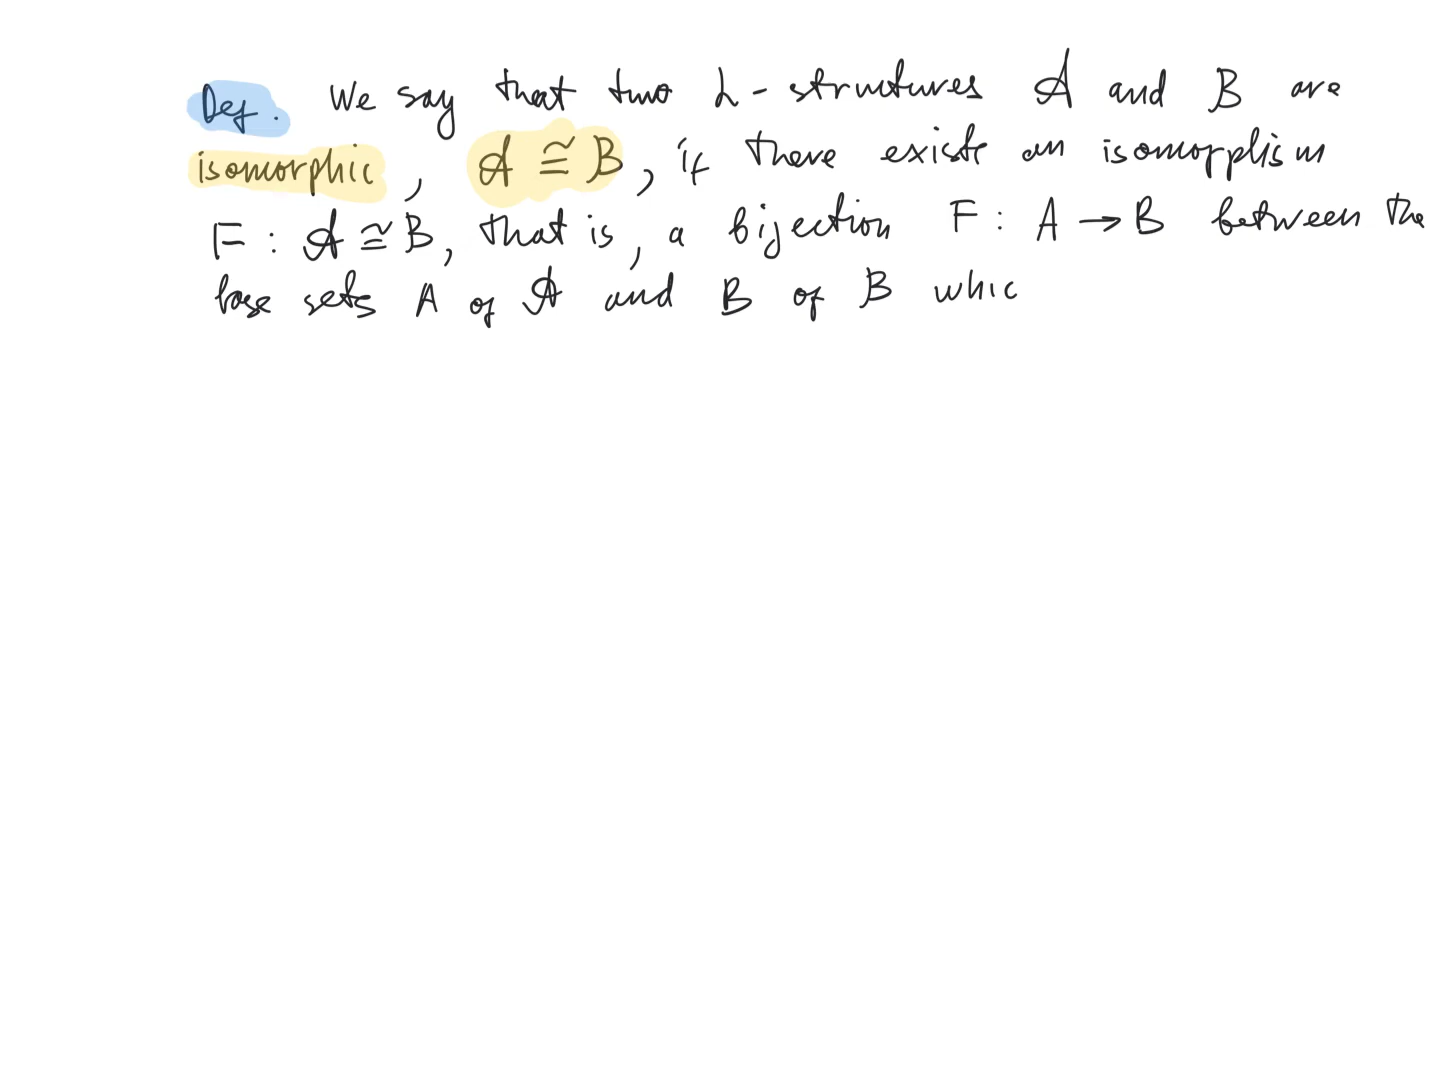 Def. We say that two L-structures 𝒜 and ℬ are
isomorphic, 𝒜 ≅ ℬ, if there exists an isomorphism
F : 𝒜 ≅ ℬ, that is, a bijection F : A → B between the
base sets A of 𝒜 and B of ℬ whic